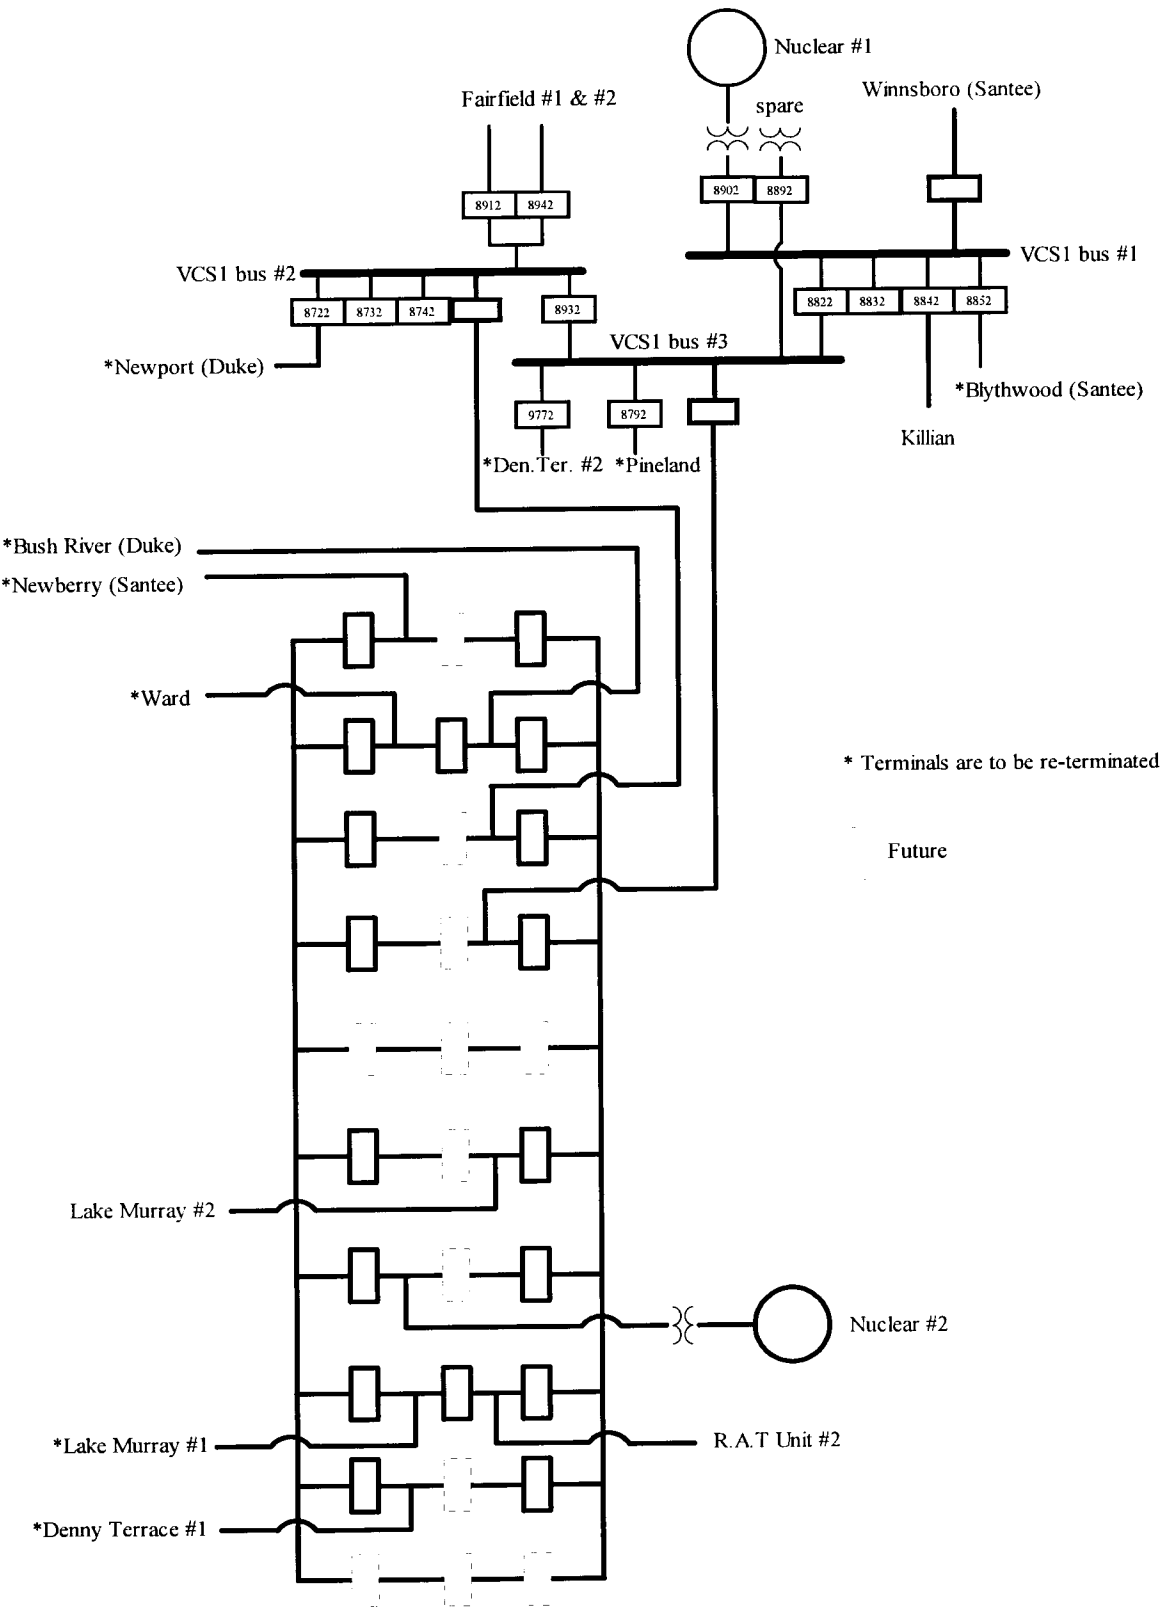 Nuclear #1
Winnsboro (Santee)
Fairfield #1 & #2
spare
8902
8892
8912
8942
VCS1 bus #1
VCS1 bus #2
8722
8732
8742
8932
8822
8832
8842
8852
VCS1 bus #3
*Newport (Duke)
*Blythwood (Santee)
9772
8792
Killian
*Den.Ter. #2
*Pineland
*Bush River (Duke)
*Newberry (Santee)
*Ward
* Terminals are to be re-terminated
Future
Lake Murray #2
Nuclear #2
*Lake Murray #1
R.A.T Unit #2
*Denny Terrace #1